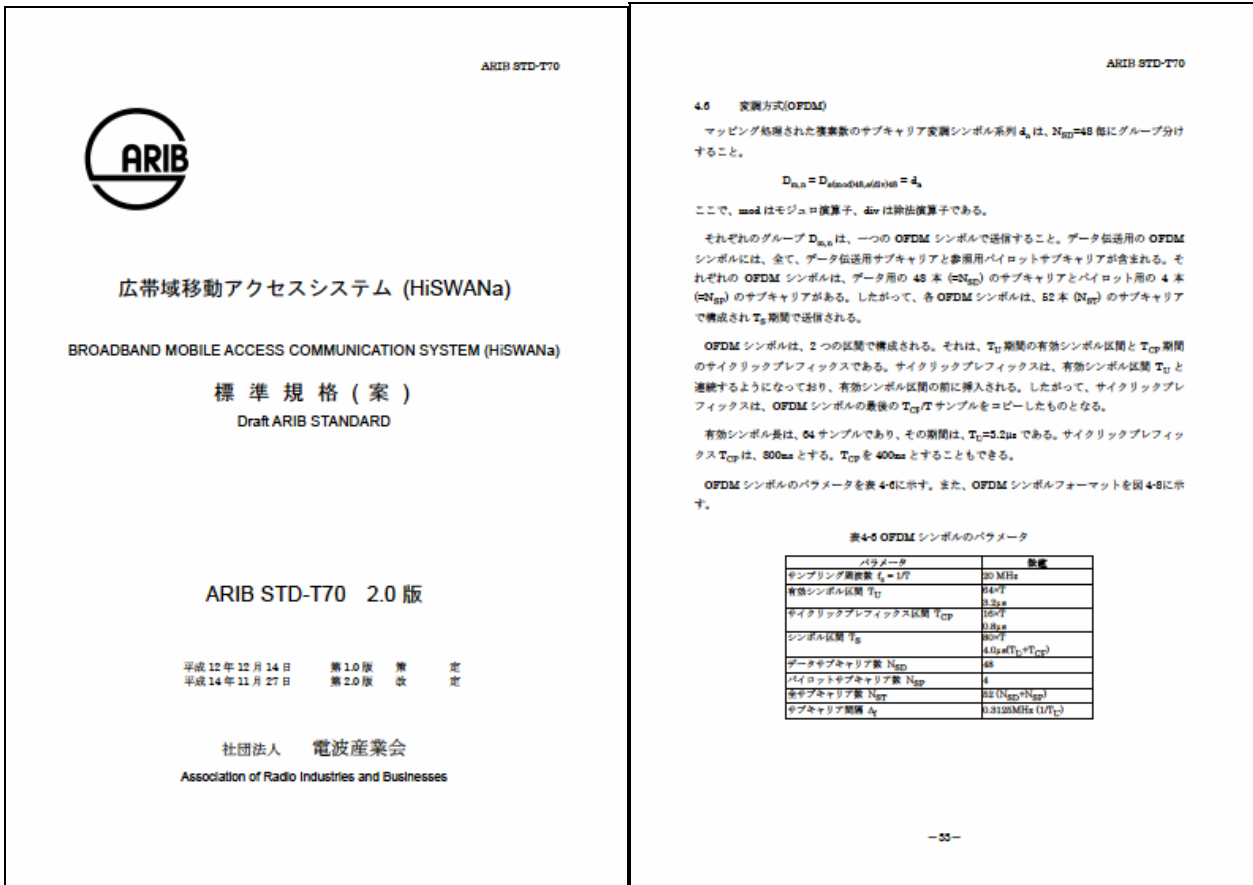 ARIB STD-T70
ARIB
広帯域移動アクセスシステム (HiSWANa)
BROADBAND MOBILE ACCESS COMMUNICATION SYSTEM (HiSWANa)
標 準 規 格 ( 案 )
Draft ARIB STANDARD
ARIB STD-T70 2.0 版
平成 12 年 12 月 14 日 第 1.0 版 策 定
平成 14 年 11 月 27 日 第 2.0 版 改 定
社団法人 電波産業会
Association of Radio Industries and Businesses
ARIB STD-T70
4.6 変調方式(OFDM)
マッピング処理された複素数のサブキャリア変調シンボル系列 dₙ は、N_SD=48 毎にグループ分け
すること。
D_m,n = D_n(mod)48,n(div)48 = dₙ
ここで、mod はモジュロ演算子、div は除法演算子である。
それぞれのグループ D_m,n は、一つの OFDM シンボルで送信すること。データ伝送用の OFDM
シンボルには、全て、データ伝送用サブキャリアと参照用パイロットサブキャリアが含まれる。そ
れぞれの OFDM シンボルは、データ用の 48 本 (=N_SD) のサブキャリアとパイロット用の 4 本
(=N_SP) のサブキャリアがある。したがって、各 OFDM シンボルは、52 本 (N_ST) のサブキャリア
で構成され T_S 期間で送信される。
OFDM シンボルは、2 つの区間で構成される。それは、T_U 期間の有効シンボル区間と T_CP 期間
のサイクリックプレフィックスである。サイクリックプレフィックスは、有効シンボル区間 T_U と
連続するようになっており、有効シンボル区間の前に挿入される。したがって、サイクリックプレ
フィックスは、OFDM シンボルの最後の T_CP/T サンプルをコピーしたものとなる。
有効シンボル長は、64 サンプルであり、その期間は、T_U=3.2μs である。サイクリックプレフィッ
クス T_CP は、800ns とする。T_CP を 400ns とすることもできる。
OFDM シンボルのパラメータを表 4-6に示す。また、OFDM シンボルフォーマットを図 4-8に示
す。
表4-6 OFDM シンボルのパラメータ
パラメータ 数値
サンプリング周波数 f_s = 1/T 20 MHz
有効シンボル区間 T_U 64×T
3.2μs
サイクリックプレフィックス区間 T_CP 16×T
0.8μs
シンボル区間 T_S 80×T
4.0μs(T_U+T_CP)
データサブキャリア数 N_SD 48
パイロットサブキャリア数 N_SP 4
全サブキャリア数 N_ST 52 (N_SD+N_SP)
サブキャリア間隔 Δ_f 0.3125MHz (1/T_U)